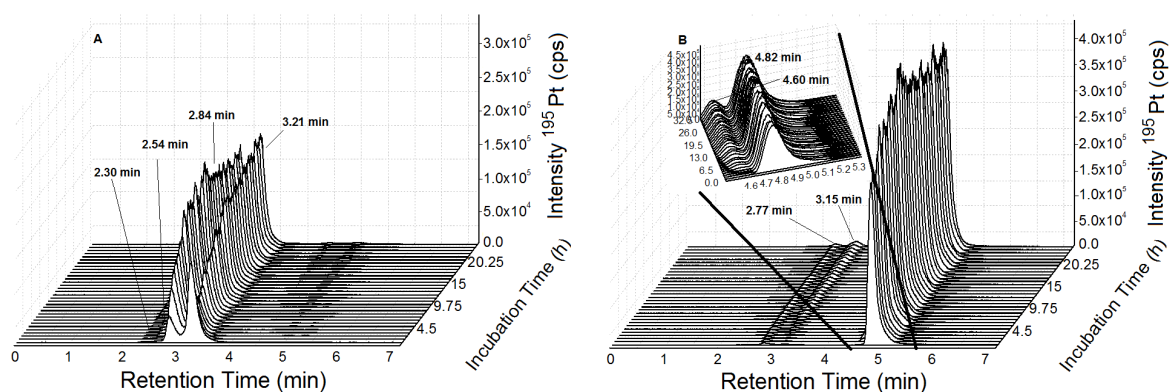 A
2.30 min
2.54 min
2.84 min
3.21 min
3.0x10⁵
2.5x10⁵
2.0x10⁵
1.5x10⁵
1.0x10⁵
5.0x10⁴
0.0
Intensity ¹⁹⁵Pt (cps)
20.25
15
9.75
4.5
Incubation Time (h)
0 1 2 3 4 5 6 7
Retention Time (min)
B
4.82 min
4.60 min
32.5
26.0
19.5
13.0
6.5
0.0
4.6 4.7 4.8 4.9 5.0 5.1 5.2 5.3
2.77 min
3.15 min
4.0x10⁵
3.5x10⁵
3.0x10⁵
2.5x10⁵
2.0x10⁵
1.5x10⁵
1.0x10⁵
5.0x10⁴
0.0
Intensity ¹⁹⁵Pt (cps)
20.25
15
9.75
4.5
Incubation Time (h)
0 1 2 3 4 5 6 7
Retention Time (min)